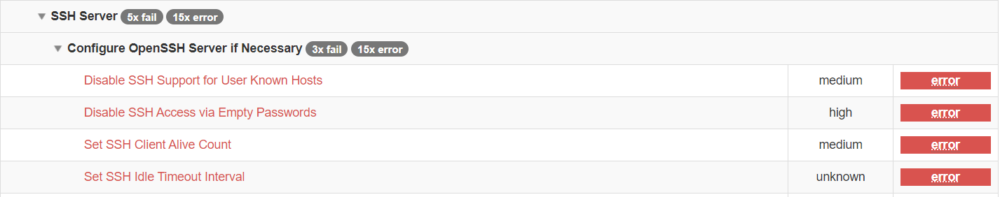 SSH Server 5x fail 15x error
Configure OpenSSH Server if Necessary 3x fail 15x error
Disable SSH Support for User Known Hosts medium error
Disable SSH Access via Empty Passwords high error
Set SSH Client Alive Count medium error
Set SSH Idle Timeout Interval unknown error